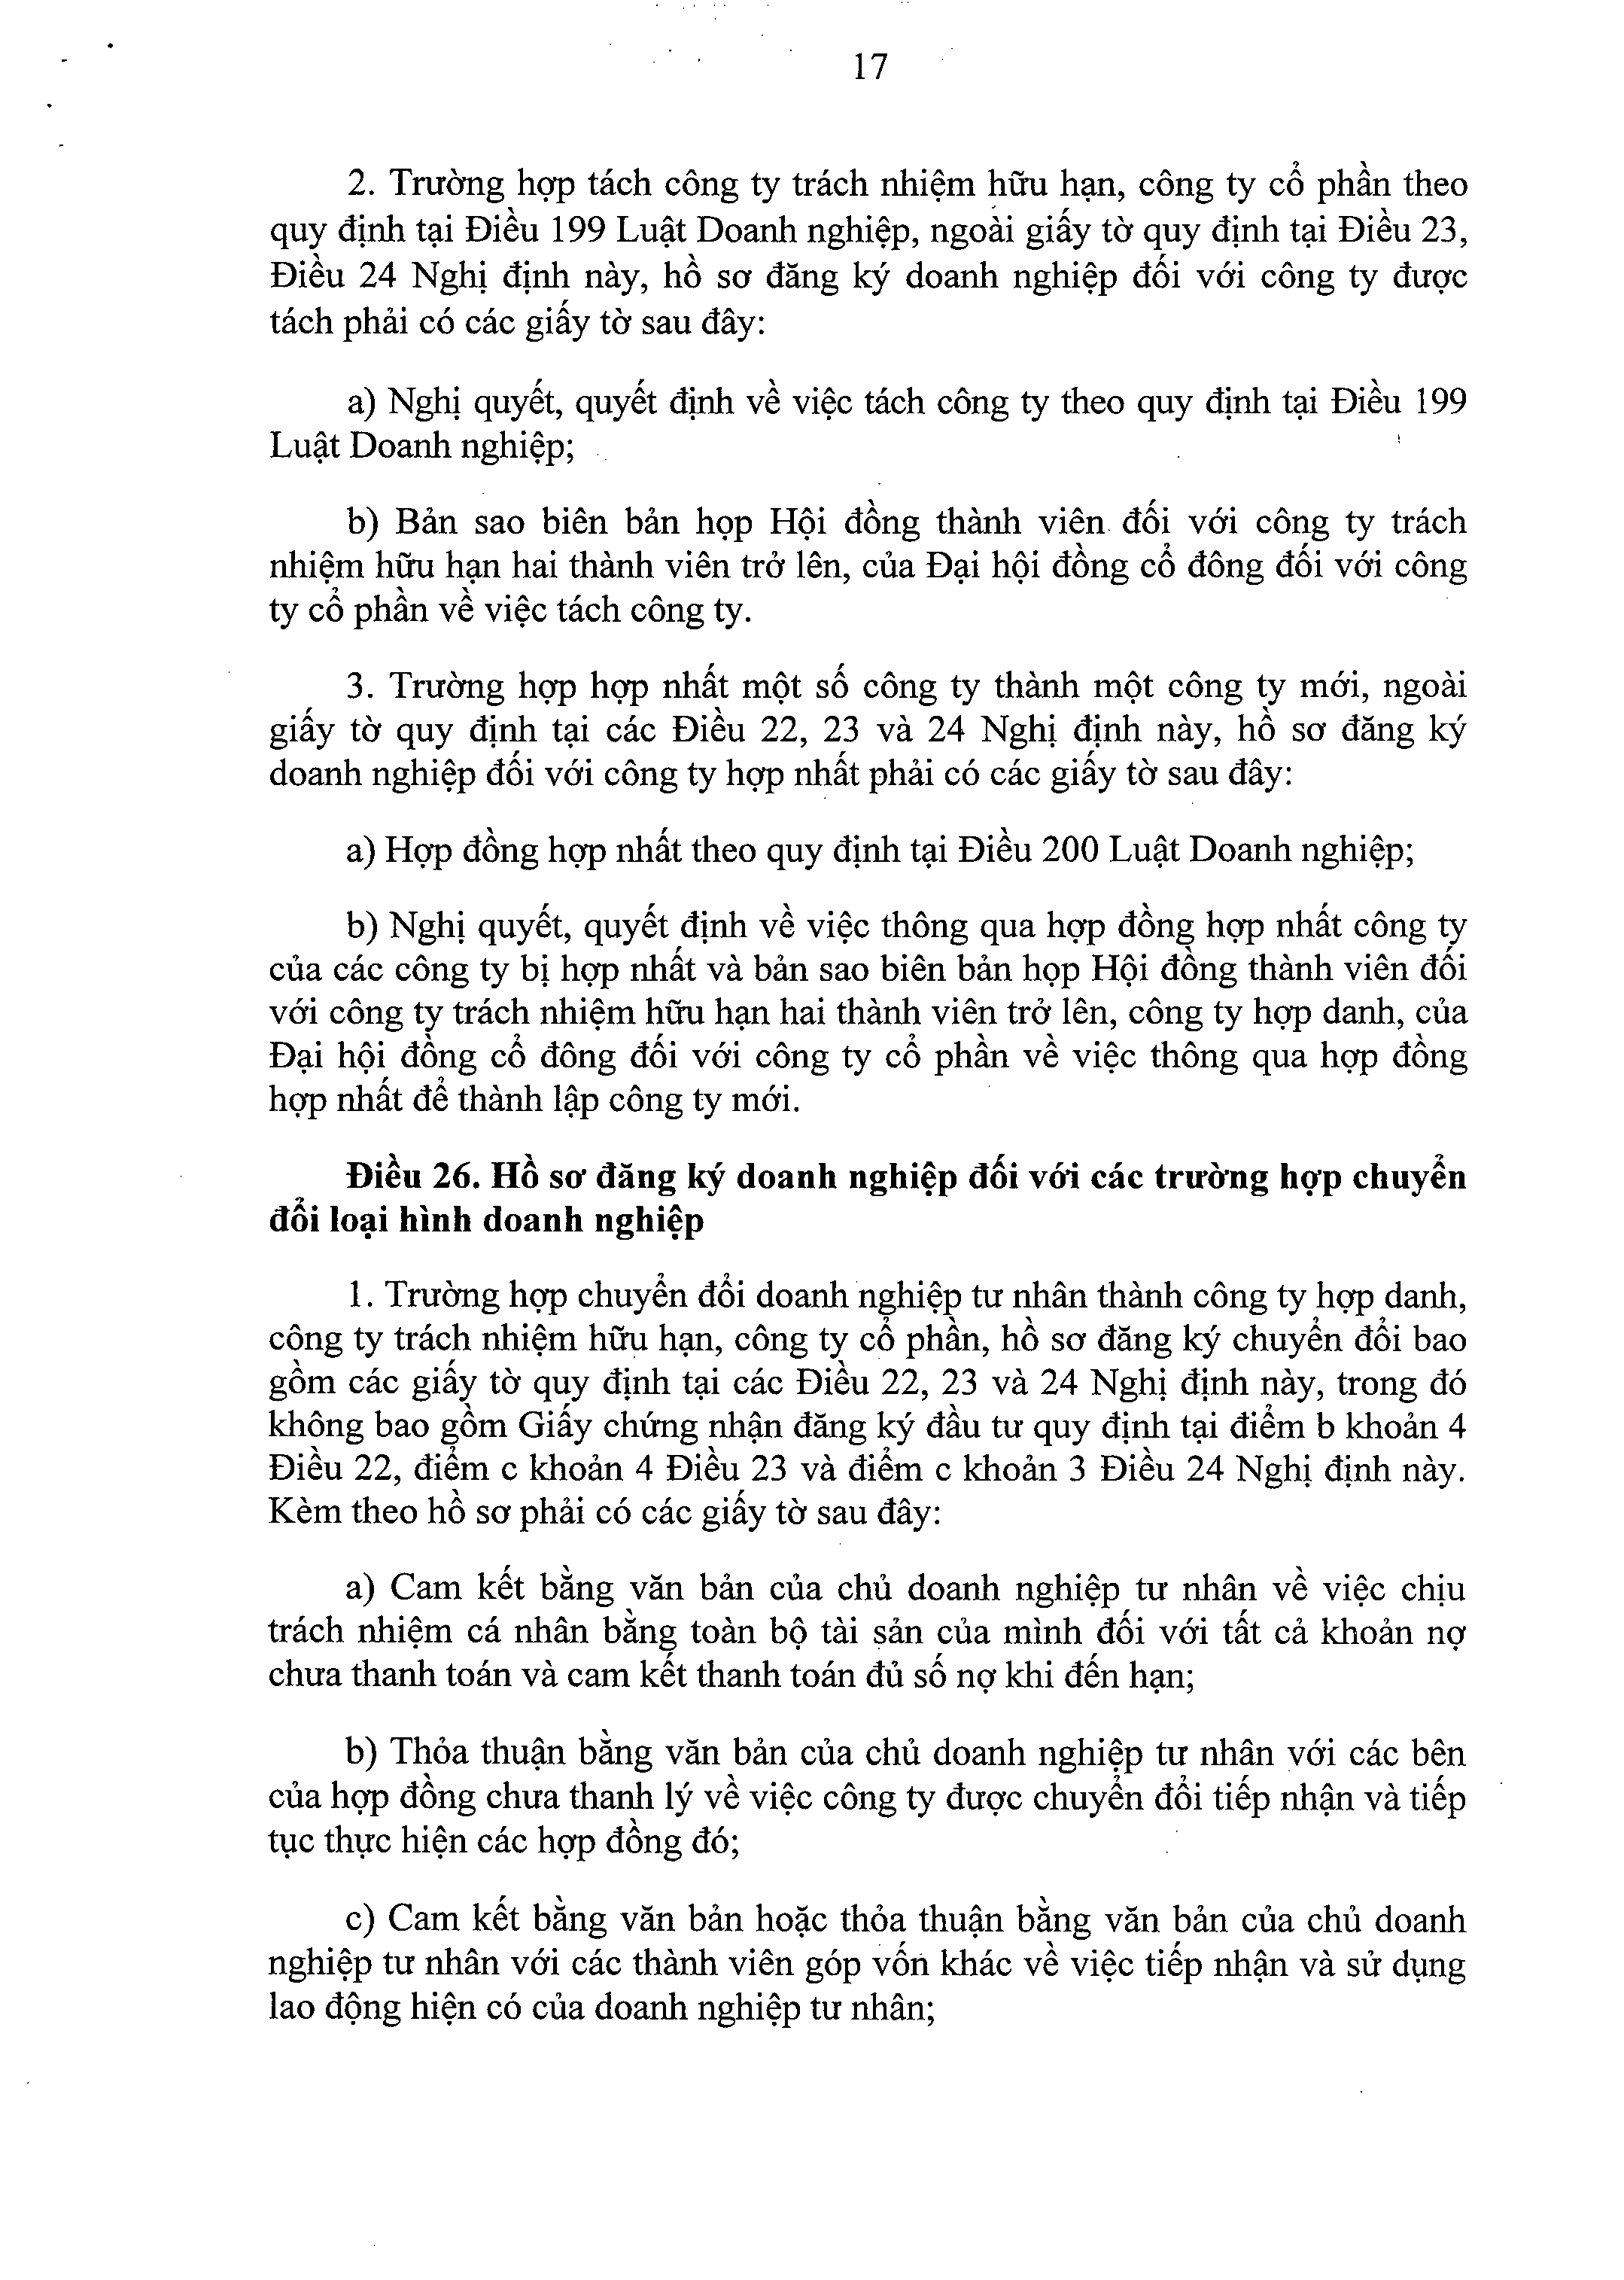 17
2. Trường hợp tách công ty trách nhiệm hữu hạn, công ty cổ phần theo
quy định tại Điều 199 Luật Doanh nghiệp, ngoài giấy tờ quy định tại Điều 23,
Điều 24 Nghị định này, hồ sơ đăng ký doanh nghiệp đối với công ty được
tách phải có các giấy tờ sau đây:
a) Nghị quyết, quyết định về việc tách công ty theo quy định tại Điều 199
Luật Doanh nghiệp;
b) Bản sao biên bản họp Hội đồng thành viên đối với công ty trách
nhiệm hữu hạn hai thành viên trở lên, của Đại hội đồng cổ đông đối với công
ty cổ phần về việc tách công ty.
3. Trường hợp hợp nhất một số công ty thành một công ty mới, ngoài
giấy tờ quy định tại các Điều 22, 23 và 24 Nghị định này, hồ sơ đăng ký
doanh nghiệp đối với công ty hợp nhất phải có các giấy tờ sau đây:
a) Hợp đồng hợp nhất theo quy định tại Điều 200 Luật Doanh nghiệp;
b) Nghị quyết, quyết định về việc thông qua hợp đồng hợp nhất công ty
của các công ty bị hợp nhất và bản sao biên bản họp Hội đồng thành viên đối
với công ty trách nhiệm hữu hạn hai thành viên trở lên, công ty hợp danh, của
Đại hội đồng cổ đông đối với công ty cổ phần về việc thông qua hợp đồng
hợp nhất để thành lập công ty mới.
Điều 26. Hồ sơ đăng ký doanh nghiệp đối với các trường hợp chuyển
đổi loại hình doanh nghiệp
1. Trường hợp chuyển đổi doanh nghiệp tư nhân thành công ty hợp danh,
công ty trách nhiệm hữu hạn, công ty cổ phần, hồ sơ đăng ký chuyển đổi bao
gồm các giấy tờ quy định tại các Điều 22, 23 và 24 Nghị định này, trong đó
không bao gồm Giấy chứng nhận đăng ký đầu tư quy định tại điểm b khoản 4
Điều 22, điểm c khoản 4 Điều 23 và điểm c khoản 3 Điều 24 Nghị định này.
Kèm theo hồ sơ phải có các giấy tờ sau đây:
a) Cam kết bằng văn bản của chủ doanh nghiệp tư nhân về việc chịu
trách nhiệm cá nhân bằng toàn bộ tài sản của mình đối với tất cả khoản nợ
chưa thanh toán và cam kết thanh toán đủ số nợ khi đến hạn;
b) Thỏa thuận bằng văn bản của chủ doanh nghiệp tư nhân với các bên
của hợp đồng chưa thanh lý về việc công ty được chuyển đổi tiếp nhận và tiếp
tục thực hiện các hợp đồng đó;
c) Cam kết bằng văn bản hoặc thỏa thuận bằng văn bản của chủ doanh
nghiệp tư nhân với các thành viên góp vốn khác về việc tiếp nhận và sử dụng
lao động hiện có của doanh nghiệp tư nhân;